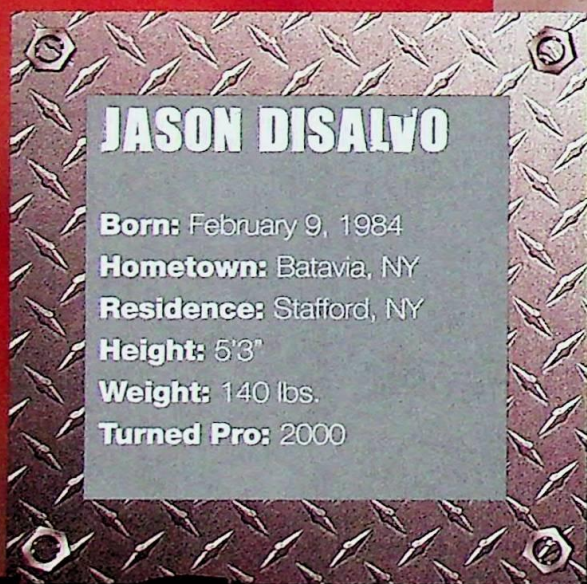 JASON DISALVO
Born: February 9, 1984
Hometown: Batavia, NY
Residence: Stafford, NY
Height: 5'3"
Weight: 140 lbs.
Turned Pro: 2000